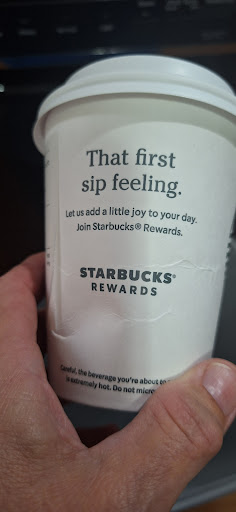 That first
sip feeling.
Let us add a little joy to your day.
Join Starbucks® Rewards.
STARBUCKS®
REWARDS
Careful, the beverage you're about to
is extremely hot. Do not